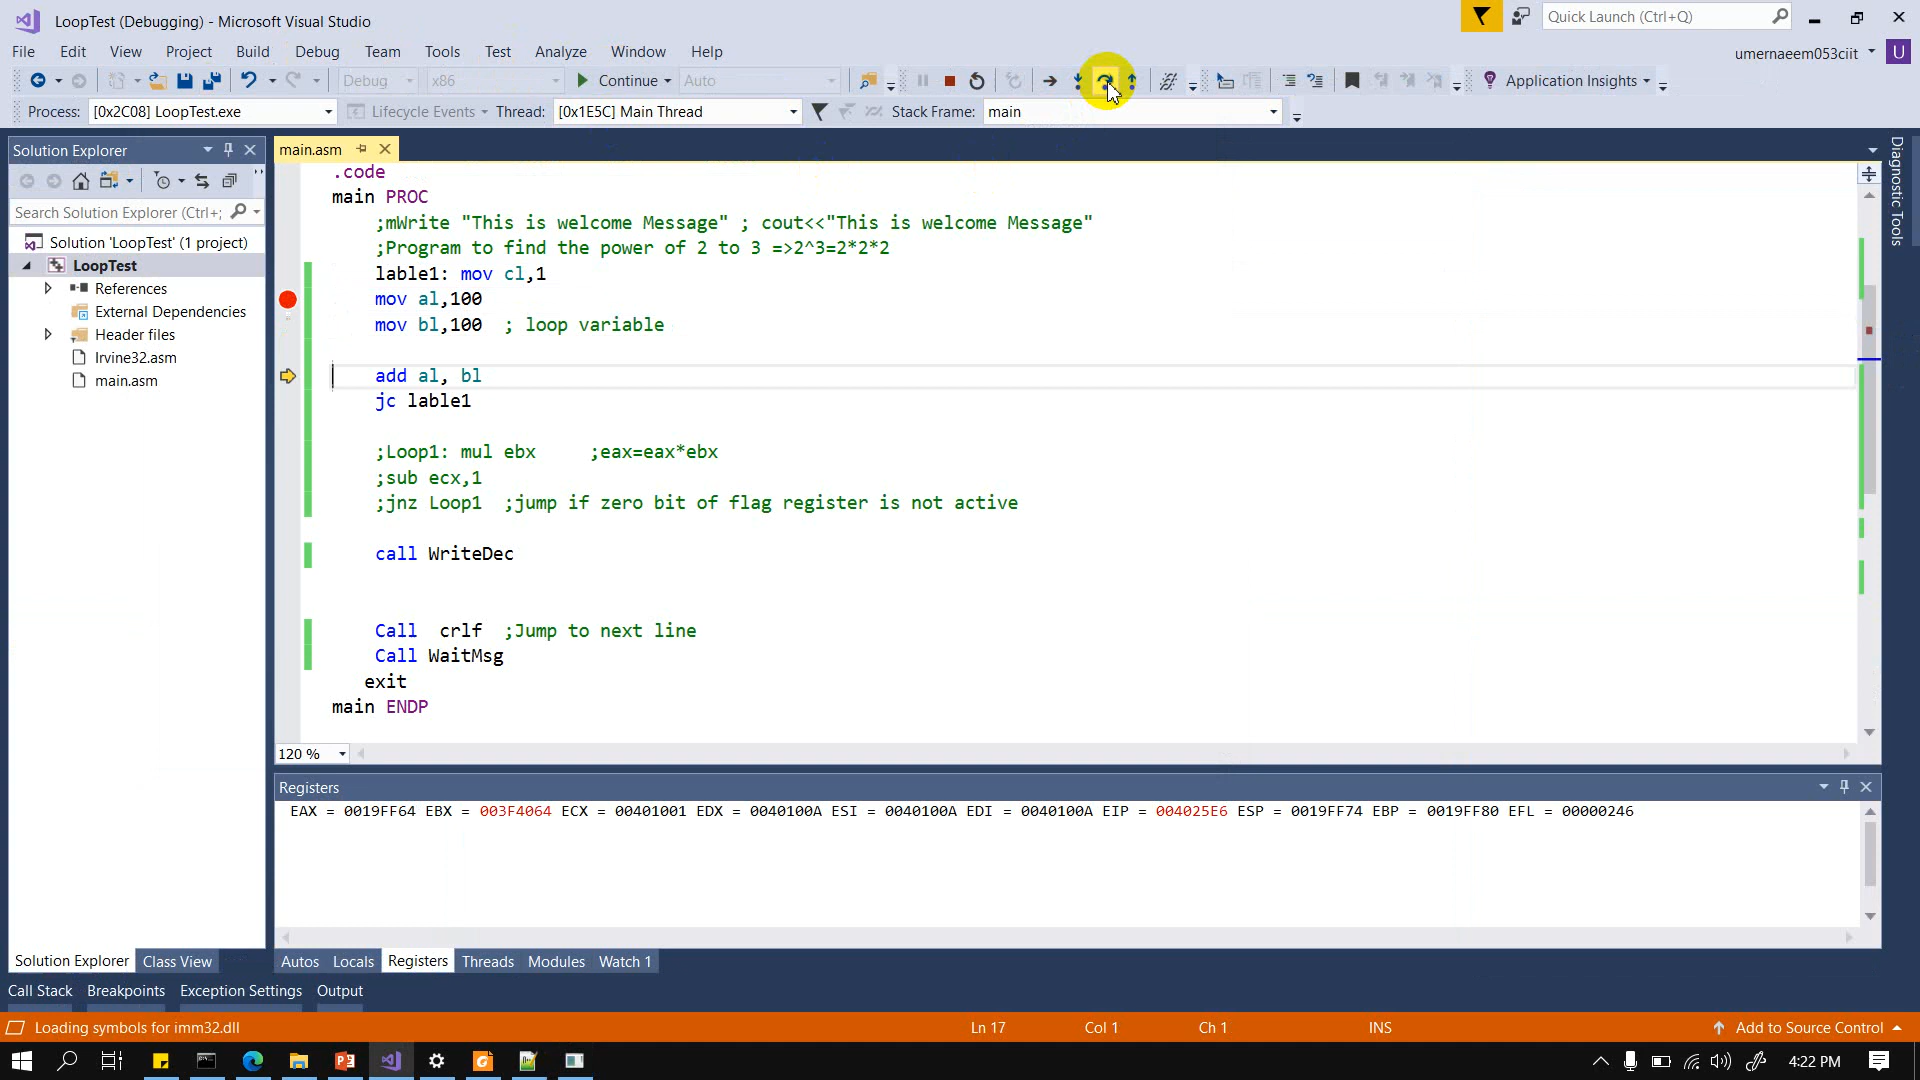 LoopTest (Debugging) - Microsoft Visual Studio
Quick Launch (Ctrl+Q)
File Edit View Project Build Debug Team Tools Test Analyze Window Help
umernaeem053ciit U
Debug x86 Continue Auto Application Insights
Process: [0x2C08] LoopTest.exe Lifecycle Events Thread: [0x1E5C] Main Thread Stack Frame: main
Solution Explorer
main.asm
Diagnostic Tools
Search Solution Explorer (Ctrl+;
Solution 'LoopTest' (1 project)
LoopTest
References
External Dependencies
Header files
Irvine32.asm
main.asm
.code
main PROC
;mWrite "This is welcome Message" ; cout<<"This is welcome Message"
;Program to find the power of 2 to 3 =>2^3=2*2*2
lable1: mov cl,1
mov al,100
mov bl,100 ; loop variable
add al, bl
jc lable1
;Loop1: mul ebx ;eax=eax*ebx
;sub ecx,1
;jnz Loop1 ;jump if zero bit of flag register is not active
call WriteDec
Call crlf ;Jump to next line
Call WaitMsg
exit
main ENDP
120 %
Registers
EAX = 0019FF64 EBX = 003F4064 ECX = 00401001 EDX = 0040100A ESI = 0040100A EDI = 0040100A EIP = 004025E6 ESP = 0019FF74 EBP = 0019FF80 EFL = 00000246
Solution Explorer Class View
Autos Locals Registers Threads Modules Watch 1
Call Stack Breakpoints Exception Settings Output
Loading symbols for imm32.dll Ln 17 Col 1 Ch 1 INS Add to Source Control
4:22 PM